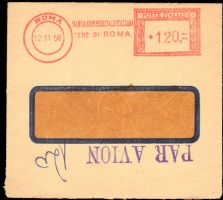 ROMA
12 11 58
BANCA COMMERCIALE ITALIANA
SEDE DI ROMA
POSTE ITALIANE
120.=
PAR AVION